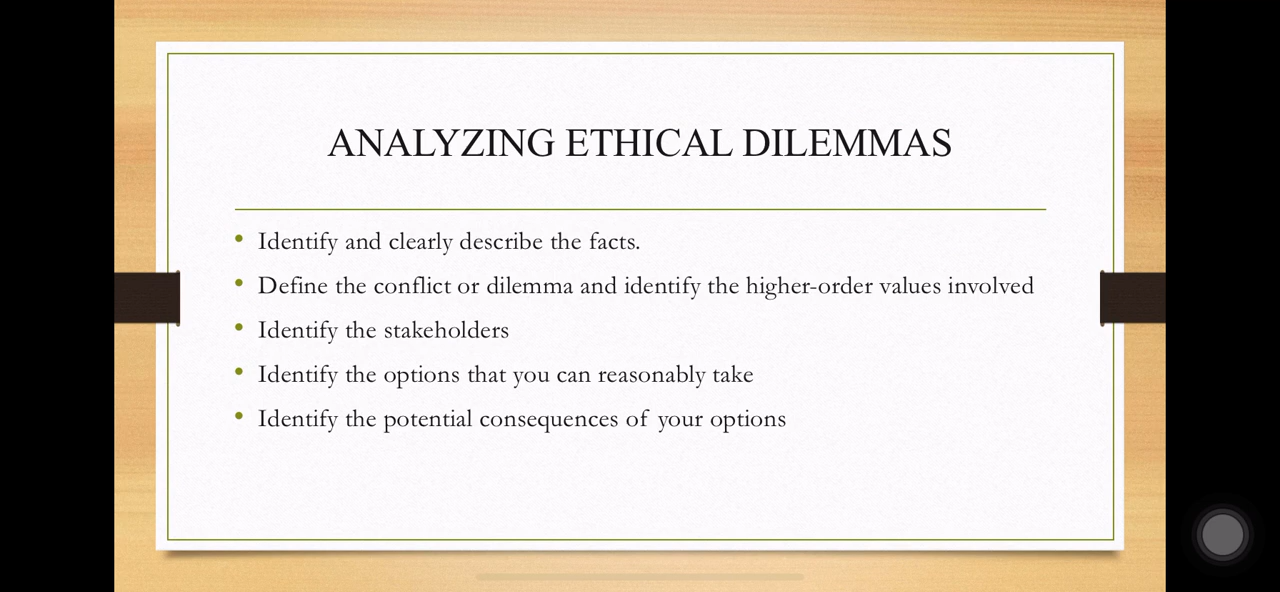 ANALYZING ETHICAL DILEMMAS
• Identify and clearly describe the facts.
• Define the conflict or dilemma and identify the higher-order values involved
• Identify the stakeholders
• Identify the options that you can reasonably take
• Identify the potential consequences of your options